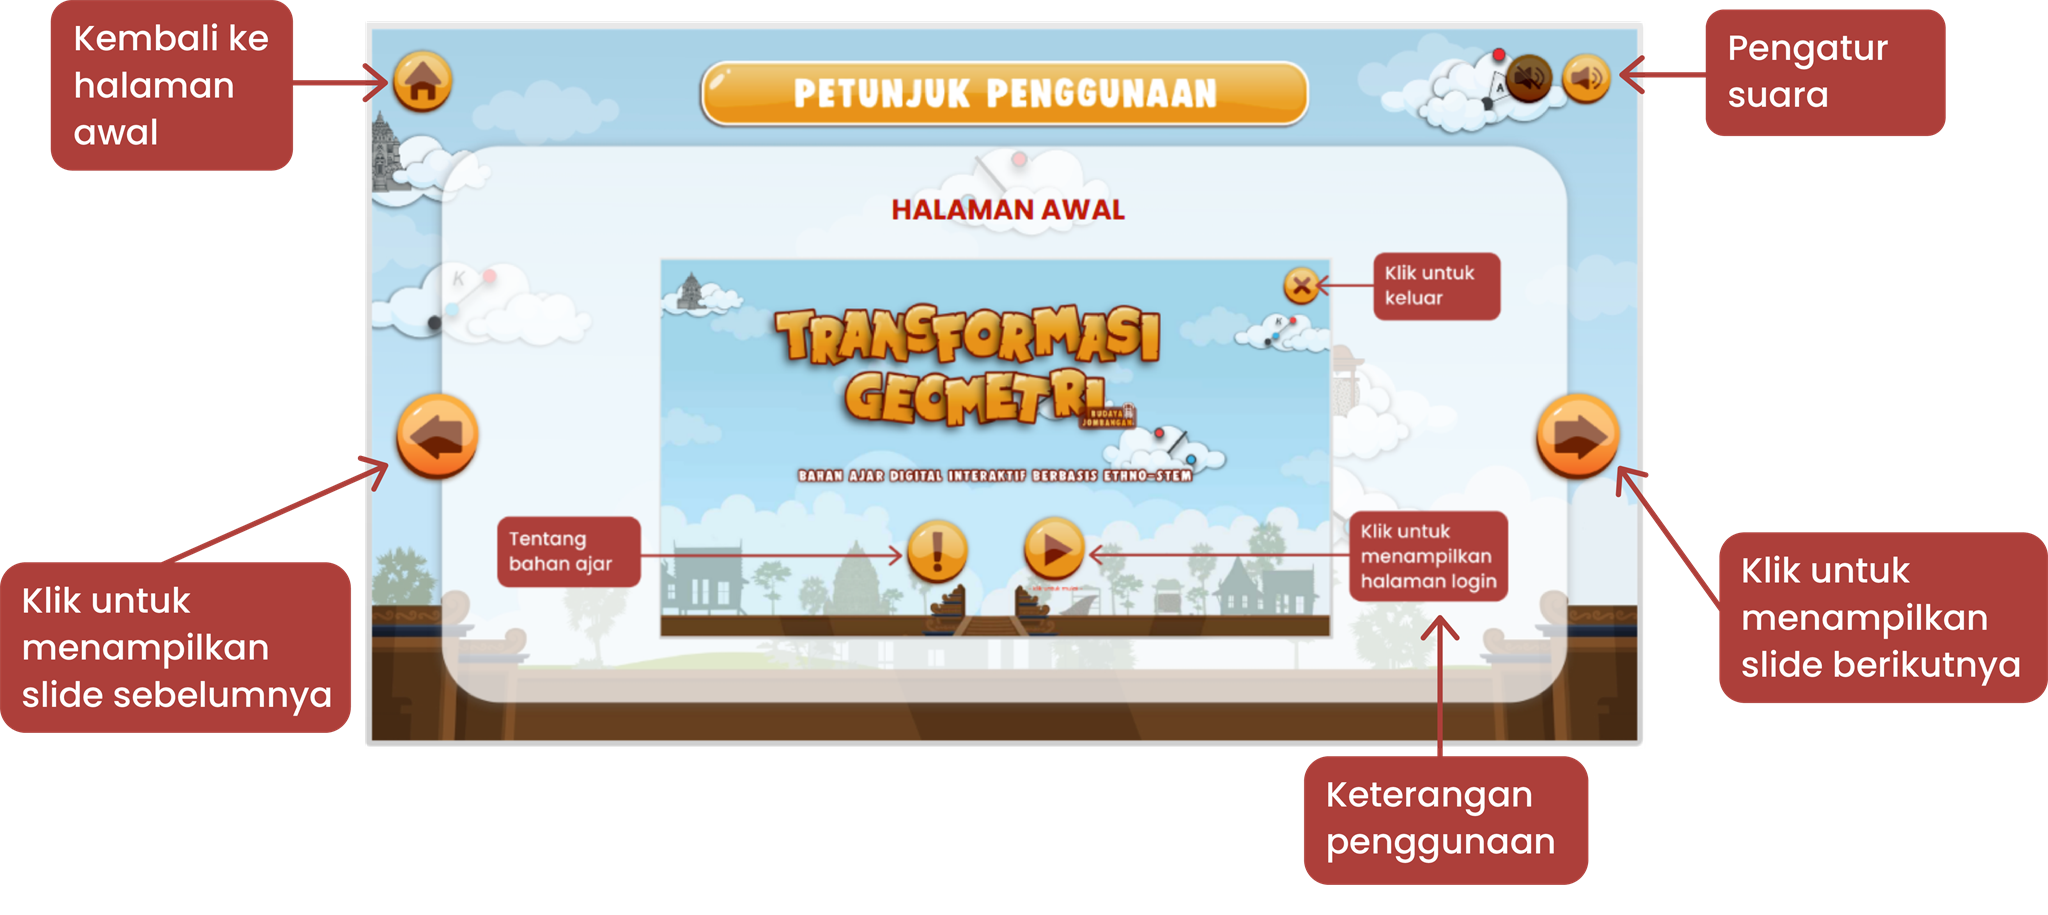 Kembali ke
halaman
awal
PETUNJUK PENGGUNAAN
Pengatur
suara
HALAMAN AWAL
Klik untuk
keluar
TRANSFORMASI
GEOMETRI
BUDAYA
JOMBANGAN
BAHAN AJAR DIGITAL INTERAKTIF BERBASIS ETHNO-STEM
Tentang
bahan ajar
Klik untuk
menampilkan
halaman login
Klik untuk
menampilkan
slide sebelumnya
Klik untuk
menampilkan
slide berikutnya
Keterangan
penggunaan
K
A
K